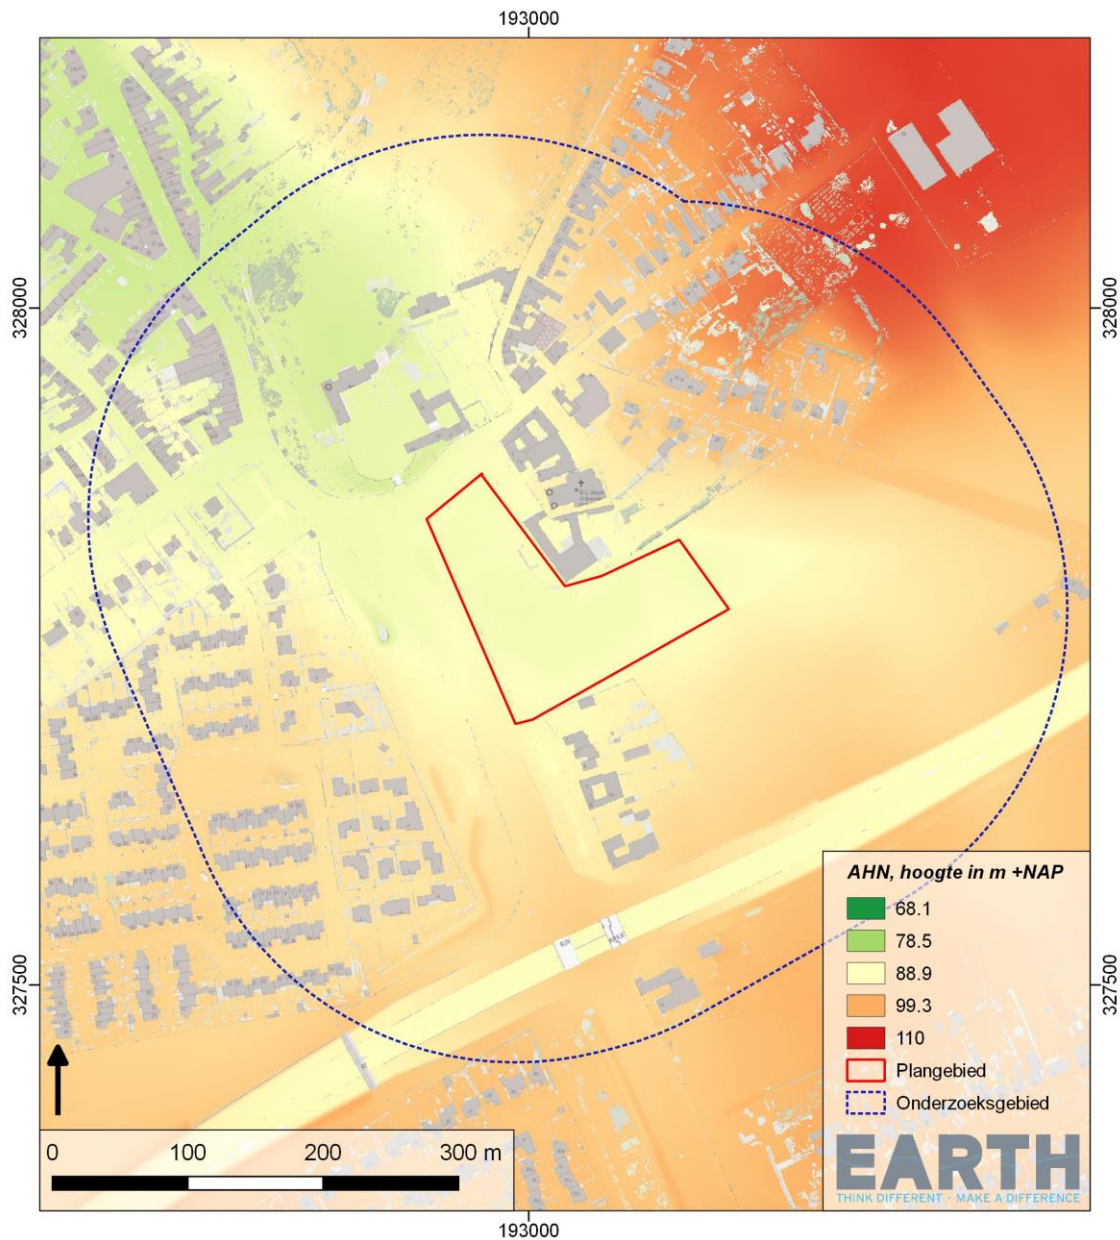 193000
328000
328000
327500
327500
AHN, hoogte in m +NAP
68.1
78.5
88.9
99.3
110
Plangebied
Onderzoeksgebied
EARTH
THINK DIFFERENT - MAKE A DIFFERENCE
0 100 200 300 m
193000